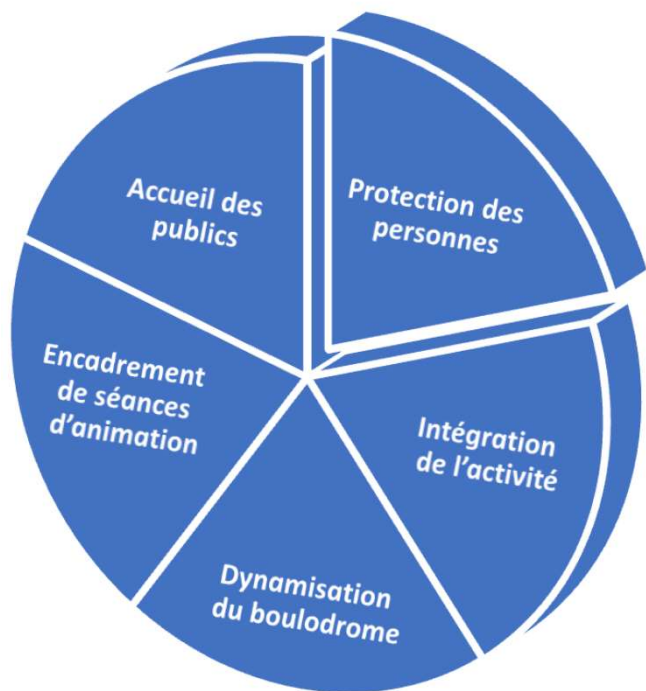 Accueil des
publics
Protection des
personnes
Encadrement
de séances
d'animation
Intégration
de l'activité
Dynamisation
du boulodrome